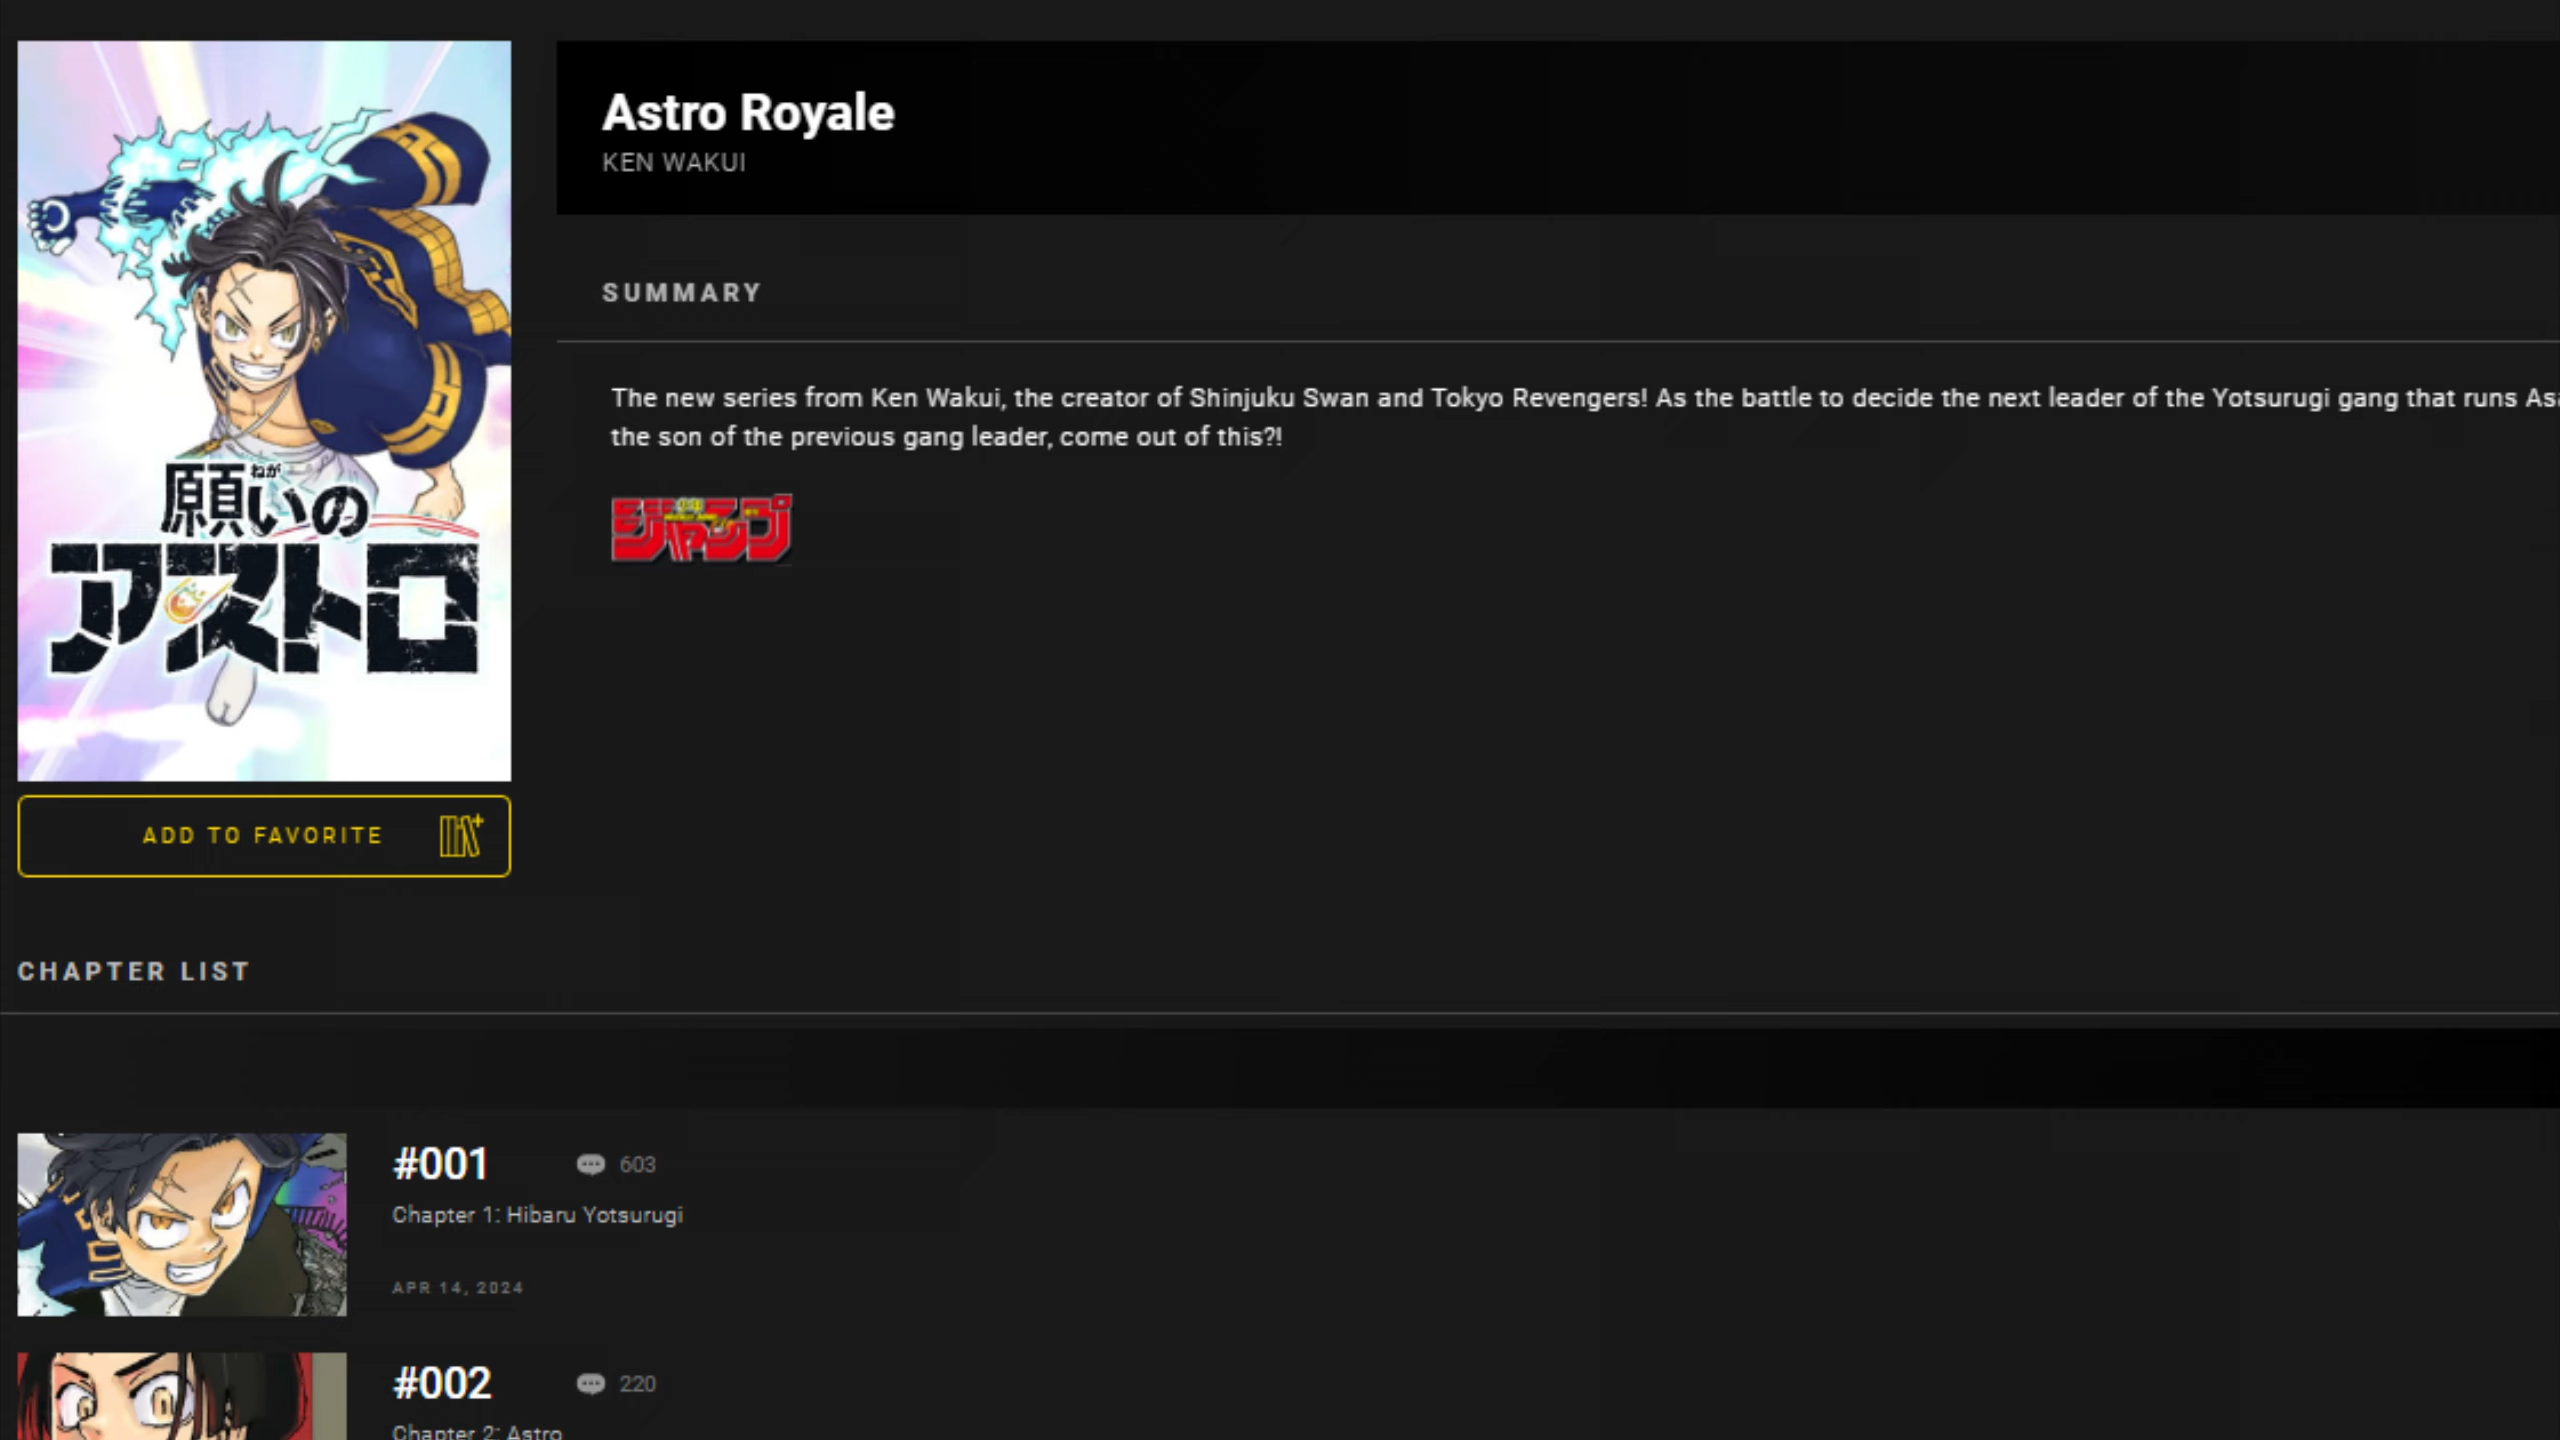 Astro Royale
KEN WAKUI
SUMMARY
The new series from Ken Wakui, the creator of Shinjuku Swan and Tokyo Revengers! As the battle to decide the next leader of the Yotsurugi gang that runs
the son of the previous gang leader, come out of this?!
ジャンプ
願いの
ねが
アストロ
ADD TO FAVORITE
CHAPTER LIST
#001
603
Chapter 1: Hibaru Yotsurugi
APR 14, 2024
#002
220
Chapter 2: Astro